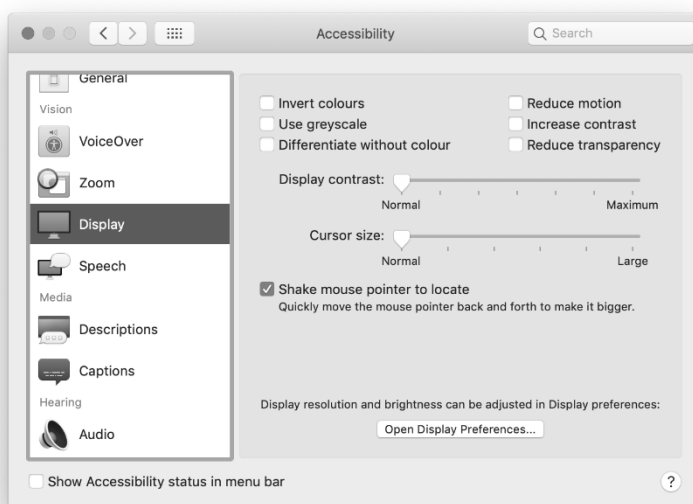 Accessibility
Search
General
Vision
VoiceOver
Zoom
Display
Speech
Media
Descriptions
Captions
Hearing
Audio
Invert colours
Reduce motion
Use greyscale
Increase contrast
Differentiate without colour
Reduce transparency
Display contrast:
Normal
Maximum
Cursor size:
Normal
Large
Shake mouse pointer to locate
Quickly move the mouse pointer back and forth to make it bigger.
Display resolution and brightness can be adjusted in Display preferences:
Open Display Preferences...
Show Accessibility status in menu bar
?